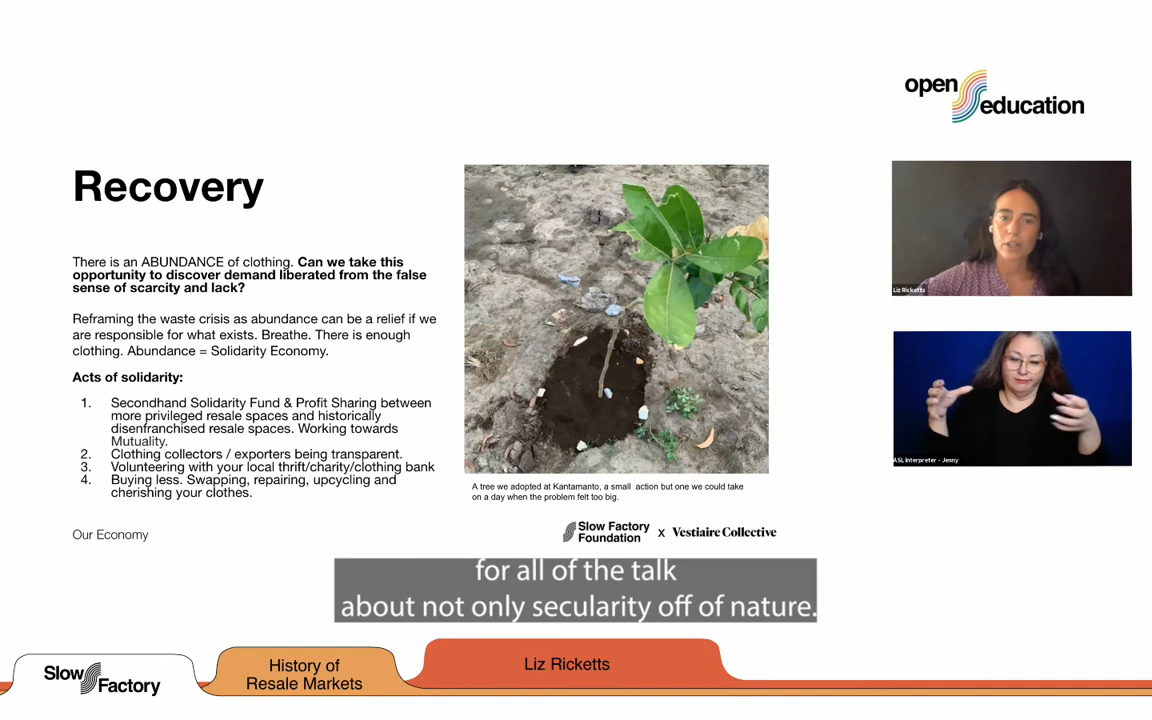 open
education
Recovery
There is an ABUNDANCE of clothing. Can we take this
opportunity to discover demand liberated from the false
sense of scarcity and lack?
Reframing the waste crisis as abundance can be a relief if we
are responsible for what exists. Breathe. There is enough
clothing. Abundance = Solidarity Economy.
Acts of solidarity:
1. Secondhand Solidarity Fund & Profit Sharing between
more privileged resale spaces and historically
disenfranchised resale spaces. Working towards
Mutuality.
2. Clothing collectors / exporters being transparent.
3. Volunteering with your local thrift/charity/clothing bank
4. Buying less. Swapping, repairing, upcycling and
cherishing your clothes.
A tree we adopted at Kantamanto, a small action but one we could take
on a day when the problem felt too big.
Our Economy
Slow Factory
Foundation x Vestiaire Collective
Liz Ricketts
ASL Interpreter - Jenny
for all of the talk
about not only secularity off of nature.
Slow
Factory
History of
Resale Markets
Liz Ricketts